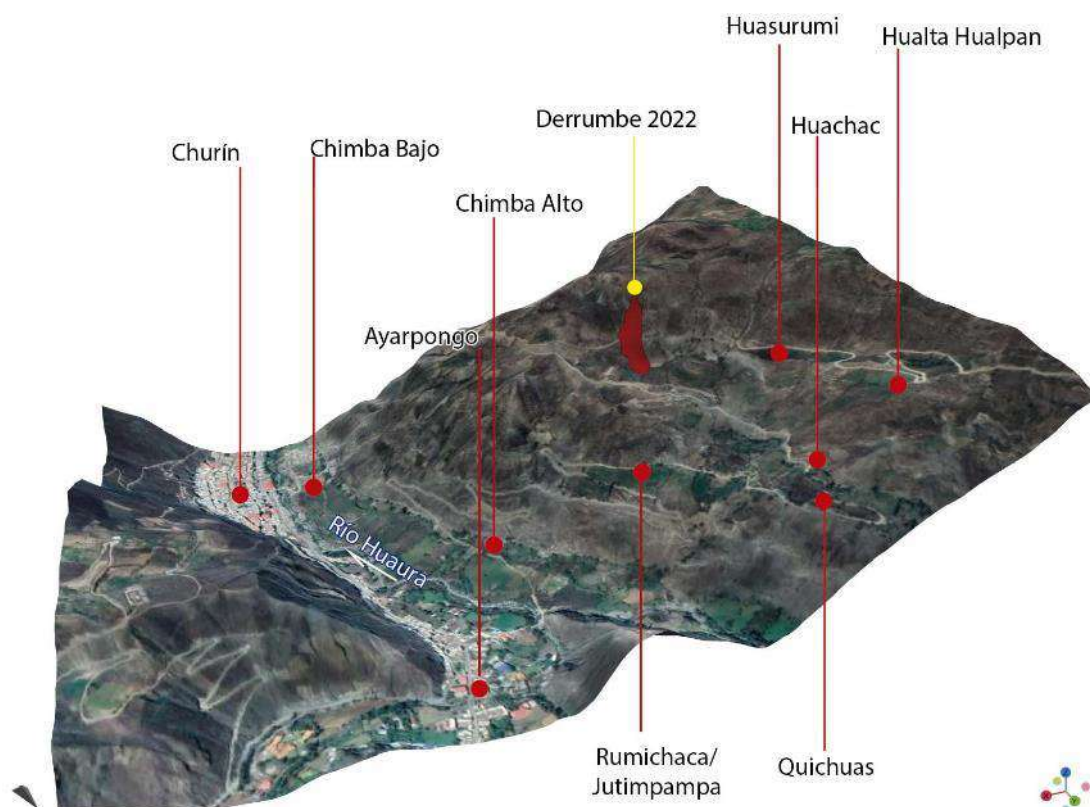 Huasurumi
Hualta Hualpan
Derrumbe 2022
Huachac
Churín
Chimba Bajo
Chimba Alto
Ayarpongo
Río Huaura
Rumichaca/
Jutimpampa
Quichuas
X
Y
Z